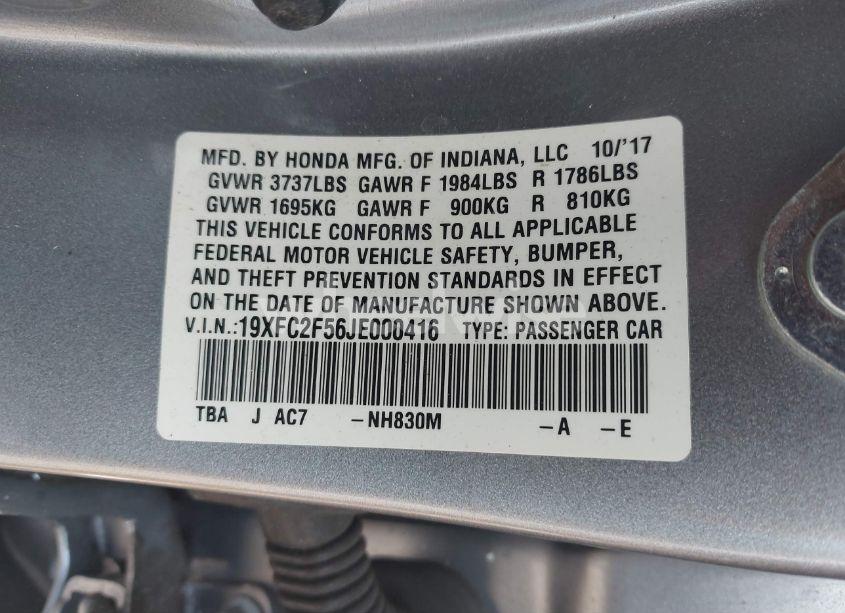 MFD. BY HONDA MFG. OF INDIANA, LLC 10/'17
GVWR 3737LBS GAWR F 1984LBS R 1786LBS
GVWR 1695KG GAWR F 900KG R 810KG
THIS VEHICLE CONFORMS TO ALL APPLICABLE
FEDERAL MOTOR VEHICLE SAFETY, BUMPER,
AND THEFT PREVENTION STANDARDS IN EFFECT
ON THE DATE OF MANUFACTURE SHOWN ABOVE.
V.I.N.:19XFC2F56JE000416 TYPE: PASSENGER CAR
TBA J AC7 -NH830M -A -E